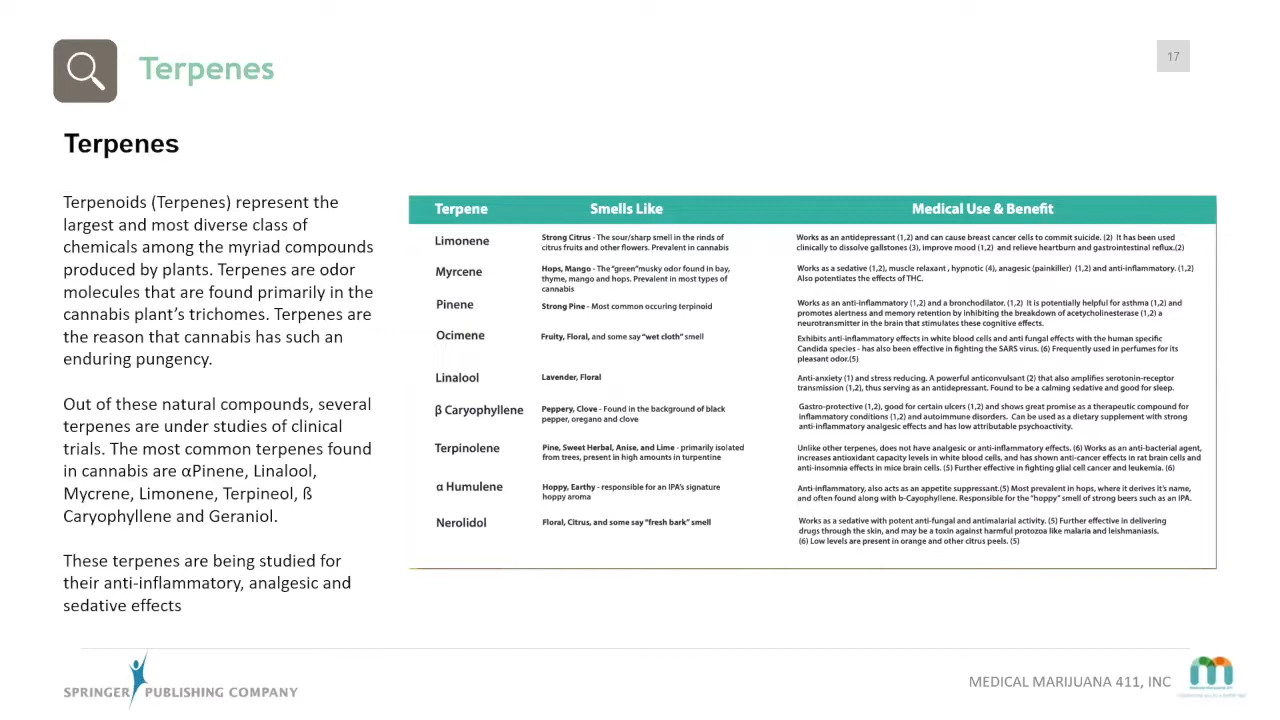 Terpenes
17
Terpenes
Terpenoids (Terpenes) represent the
largest and most diverse class of
chemicals among the myriad compounds
produced by plants. Terpenes are odor
molecules that are found primarily in the
cannabis plant's trichomes. Terpenes are
the reason that cannabis has such an
enduring pungency.
Out of these natural compounds, several
terpenes are under studies of clinical
trials. The most common terpenes found
in cannabis are αPinene, Linalool,
Mycrene, Limonene, Terpineol, ß
Caryophyllene and Geraniol.
These terpenes are being studied for
their anti-inflammatory, analgesic and
sedative effects
Terpene Smells Like Medical Use & Benefit
Limonene
Strong Citrus - The sour/sharp smell in the rinds of
citrus fruits and other flowers. Prevalent in cannabis
Works as an antidepressant (1,2) and can cause breast cancer cells to commit suicide. (2) It has been used
clinically to dissolve gallstones (3), improve mood (1,2) and relieve heartburn and gastrointestinal reflux.(2)
Myrcene
Hops, Mango - The "green"musky odor found in bay,
thyme, mango and hops. Prevalent in most types of
cannabis
Works as a sedative (1,2), muscle relaxant , hypnotic (4), anagesic (painkiller) (1,2) and anti-inflammatory. (1,2)
Also potentiates the effects of THC.
Pinene
Strong Pine - Most common occuring terpinoid
Works as an anti-inflammatory (1,2) and a bronchodilator. (1,2) It is potentially helpful for asthma (1,2) and
promotes alertness and memory retention by inhibiting the breakdown of acetycholinesterase (1,2) a
neurotransmitter in the brain that stimulates these cognitive effects.
Ocimene
Fruity, Floral, and some say "wet cloth" smell
Exhibits anti-inflammatory effects in white blood cells and anti fungal effects with the human specific
Candida species - has also been effective in fighting the SARS virus. (6) Frequently used in perfumes for its
pleasant odor.(5)
Linalool
Lavender, Floral
Anti-anxiety (1) and stress reducing. A powerful anticonvulsant (2) that also amplifies serotonin-receptor
transmission (1,2), thus serving as an antidepressant. Found to be a calming sedative and good for sleep.
β Caryophyllene
Peppery, Clove - Found in the background of black
pepper, oregano and clove
Gastro-protective (1,2), good for certain ulcers (1,2) and shows great promise as a therapeutic compound for
inflammatory conditions (1,2) and autoimmune disorders. Can be used as a dietary supplement with strong
anti-inflammatory analgesic effects and has low attributable psychoactivity.
Terpinolene
Pine, Sweet Herbal, Anise, and Lime - primarily isolated
from trees, present in high amounts in turpentine
Unlike other terpenes, does not have analgesic or anti-inflammatory effects. (6) Works as an anti-bacterial agent,
increases antioxidant capacity levels in white blood cells, and has shown anti-cancer effects in rat brain cells and
anti-insomnia effects in mice brain cells. (5) Further effective in fighting glial cell cancer and leukemia. (6)
α Humulene
Hoppy, Earthy - responsible for an IPA's signature
hoppy aroma
Anti-inflammatory, also acts as an appetite suppressant.(5) Most prevalent in hops, where it derives it's name,
and often found along with b-Cayophyllene. Responsible for the "hoppy" smell of strong beers such as an IPA.
Nerolidol
Floral, Citrus, and some say "fresh bark" smell
Works as a sedative with potent anti-fungal and antimalarial activity. (5) Further effective in delivering
drugs through the skin, and may be a toxin against harmful protozoa like malaria and leishmaniasis.
(6) Low levels are present in orange and other citrus peels. (5)
SPRINGER PUBLISHING COMPANY
MEDICAL MARIJUANA 411, INC